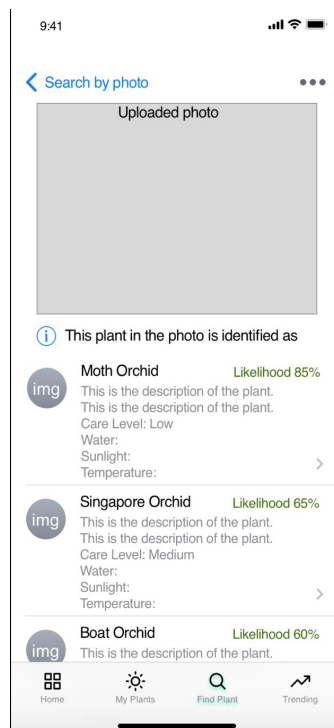 9:41
Search by photo
Uploaded photo
This plant in the photo is identified as
img
Moth Orchid
Likelihood 85%
This is the description of the plant.
This is the description of the plant.
Care Level: Low
Water:
Sunlight:
Temperature:
img
Singapore Orchid
Likelihood 65%
This is the description of the plant.
This is the description of the plant.
Care Level: Medium
Water:
Sunlight:
Temperature:
img
Boat Orchid
Likelihood 60%
This is the description of the plant.
Home
My Plants
Find Plant
Trending